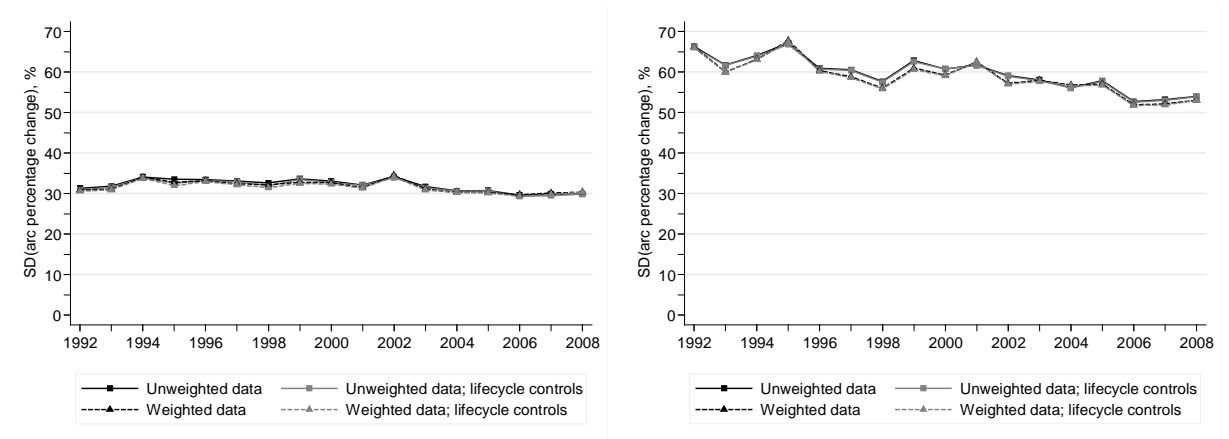 SD(arc percentage change), %
70
60
50
40
30
20
10
0
1992 1994 1996 1998 2000 2002 2004 2006 2008
Unweighted data Unweighted data; lifecycle controls
Weighted data Weighted data; lifecycle controls
SD(arc percentage change), %
70
60
50
40
30
20
10
0
1992 1994 1996 1998 2000 2002 2004 2006 2008
Unweighted data Unweighted data; lifecycle controls
Weighted data Weighted data; lifecycle controls